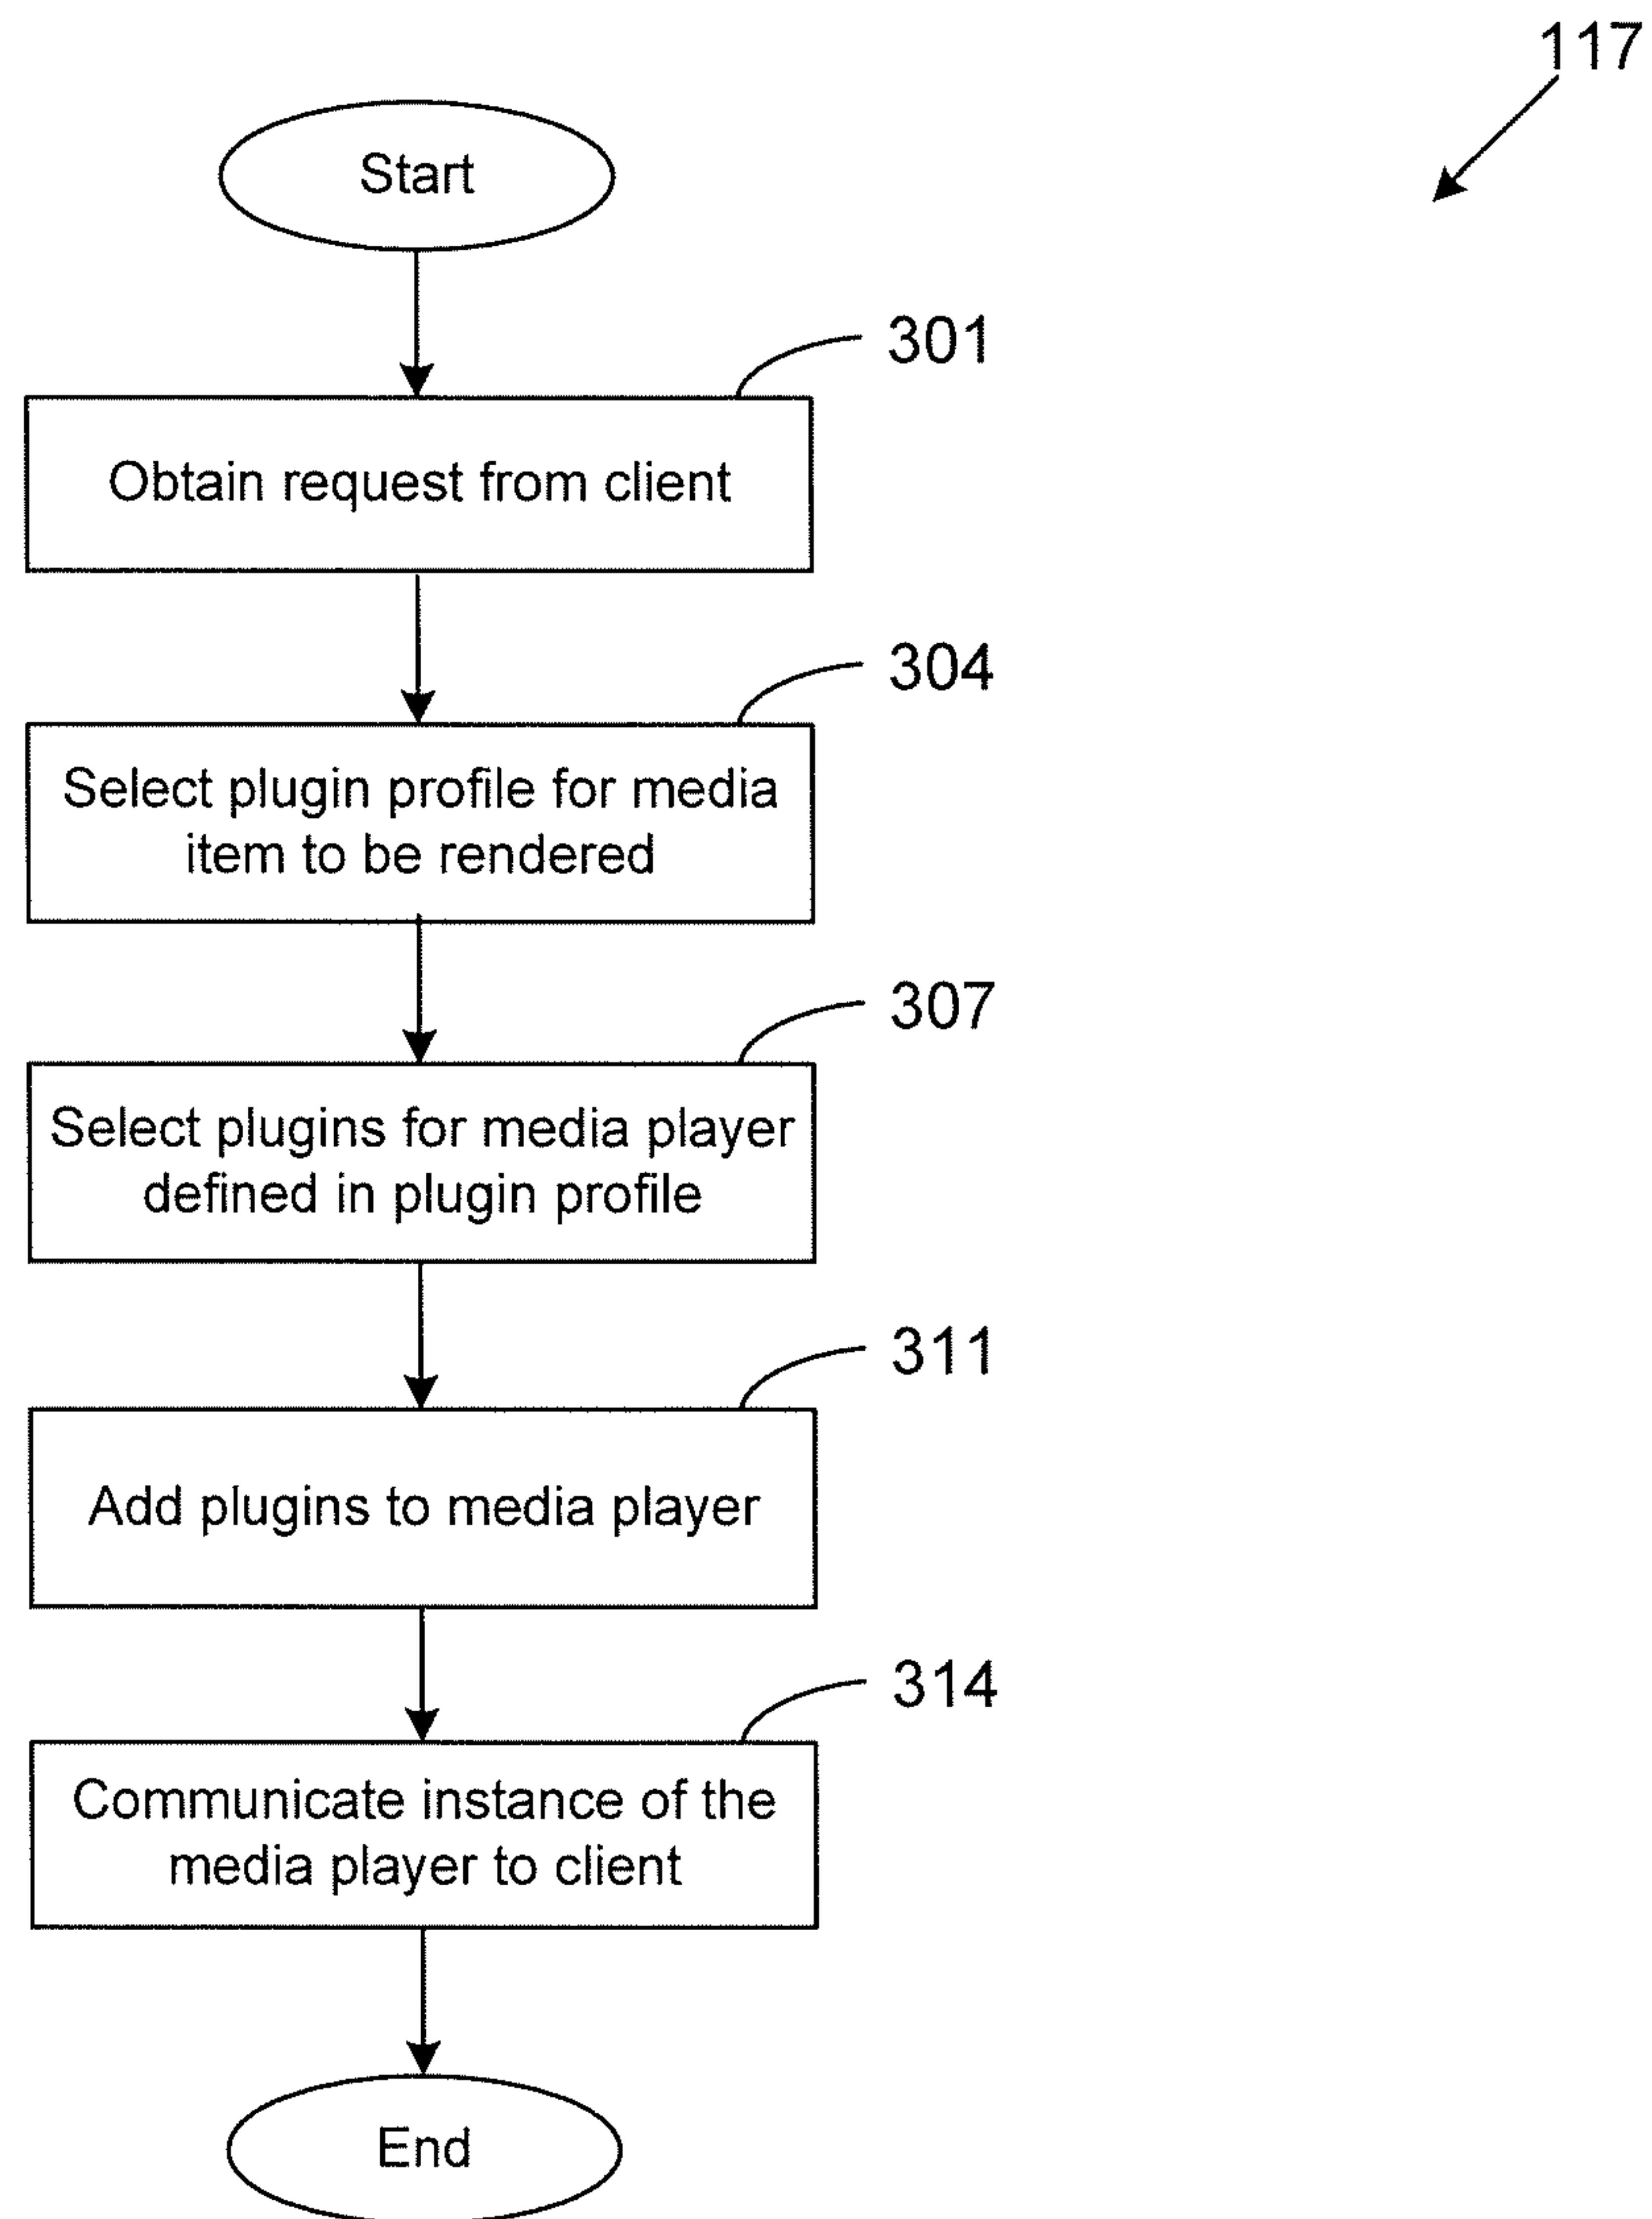 117
Start
301
Obtain request from client
304
Select plugin profile for media
item to be rendered
307
Select plugins for media player
defined in plugin profile
311
Add plugins to media player
314
Communicate instance of the
media player to client
End